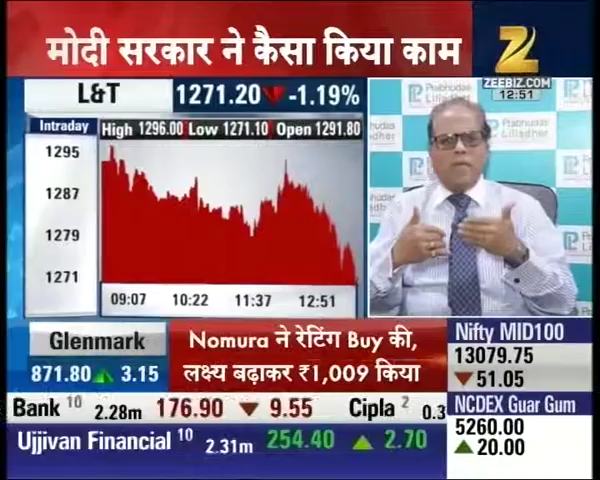 मोदी सरकार ने कैसा किया काम
Z
ZEEBIZ.COM
12:51
L&T
1271.20 -1.19%
Intraday
High 1296.00 Low 1271.10 Open 1291.80
1295
1287
1279
1271
09:07 10:22 11:37 12:51
Prabhudas
Lilladher
Prabhudas
Lilladher
Glenmark
871.80 3.15
Nomura ने रेटिंग Buy की,
लक्ष्य बढ़ाकर ₹1,009 किया
Nifty MID100
13079.75
51.05
NCDEX Guar Gum
5260.00
20.00
Bank 10 2.28m 176.90 9.55 Cipla 2 0.3
Ujjivan Financial 10 2.31m 254.40 2.70